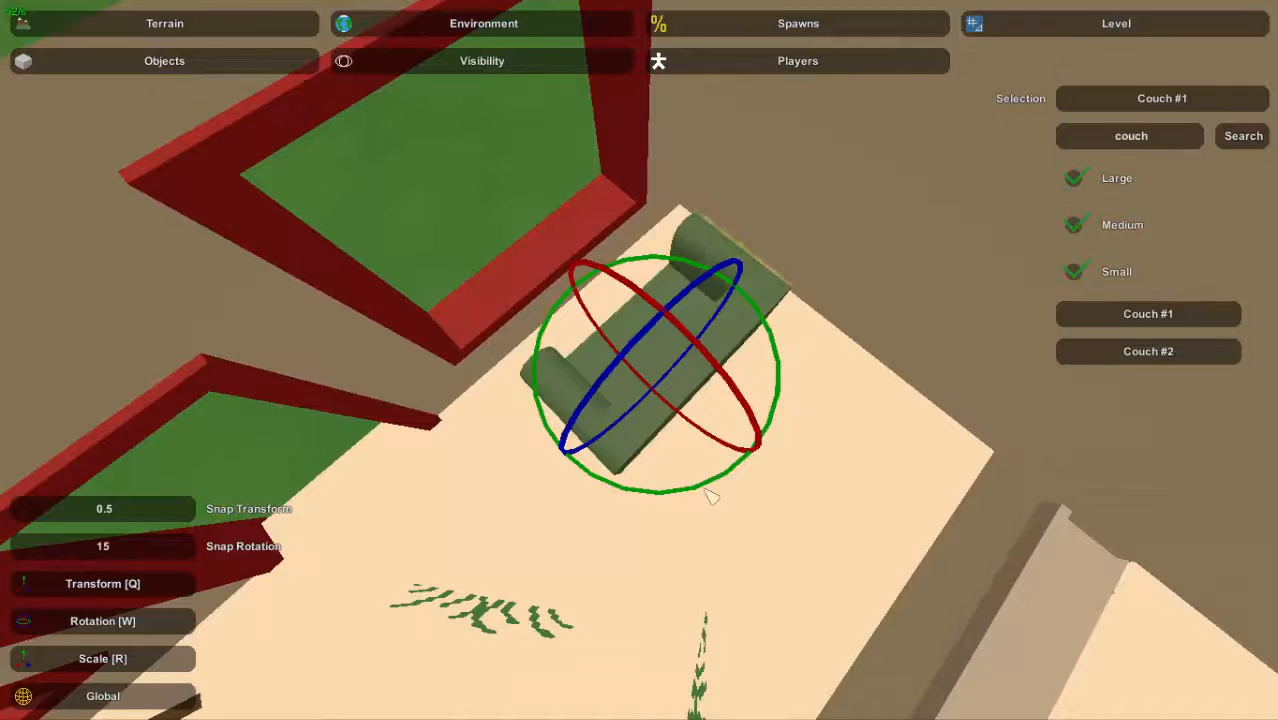 Terrain
Environment
%
Spawns
Level
Objects
Visibility
Players
Selection
Couch #1
couch
Search
Large
Medium
Small
Couch #1
Couch #2
0.5
Snap Transform
15
Snap Rotation
Transform [Q]
Rotation [W]
Scale [R]
Global